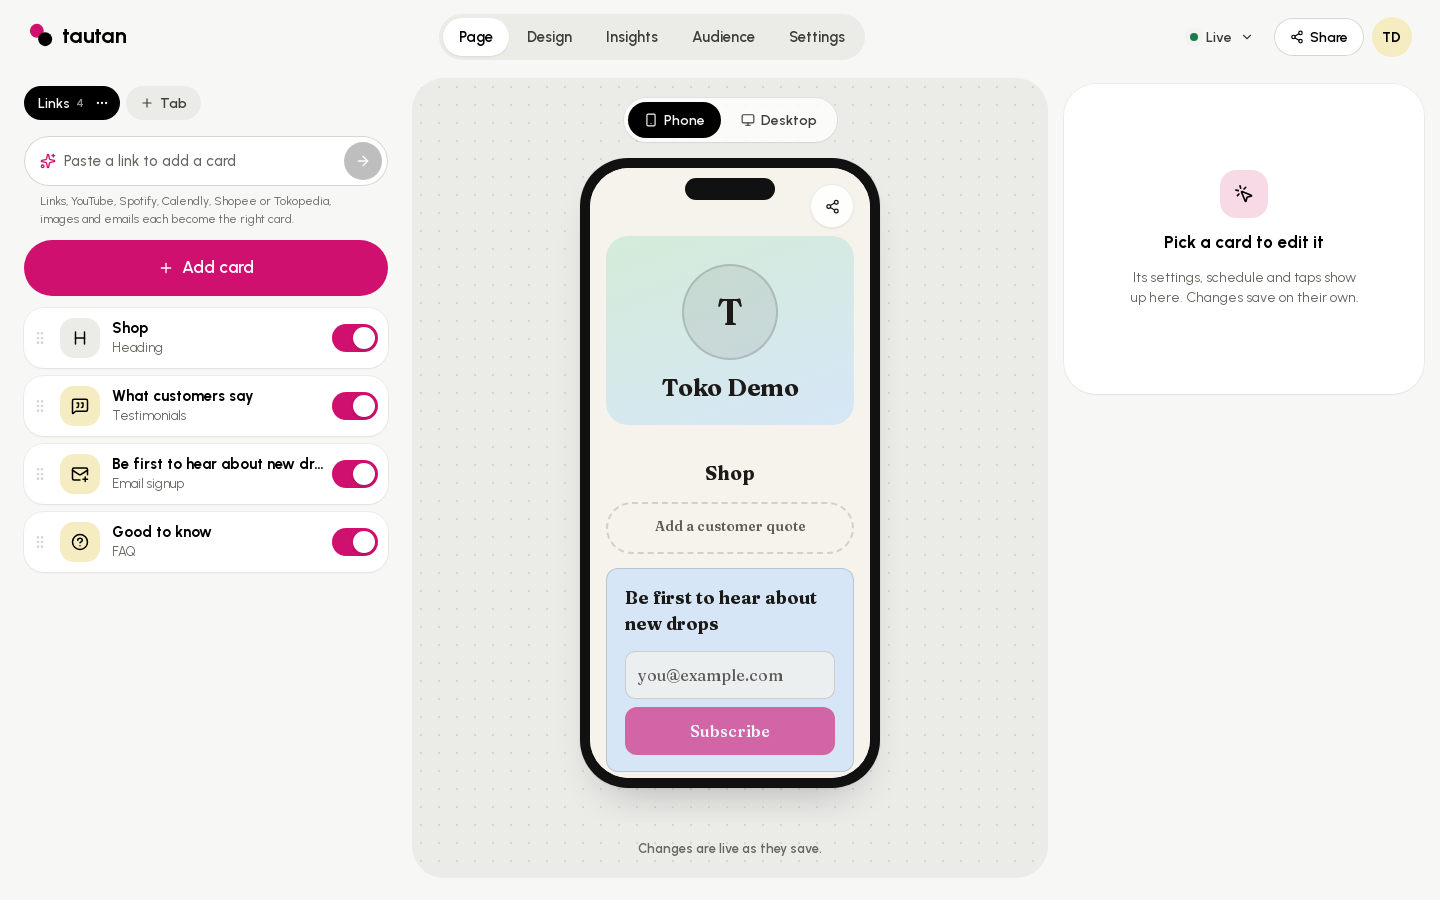 tautan
Page
Design
Insights
Audience
Settings
Live
Share
TD
Links 4
Tab
Paste a link to add a card
Links, YouTube, Spotify, Calendly, Shopee or Tokopedia,
images and emails each become the right card.
Add card
Shop
Heading
What customers say
Testimonials
Be first to hear about new dr...
Email signup
Good to know
FAQ
Phone
Desktop
T
Toko Demo
Shop
Add a customer quote
Be first to hear about
new drops
you@example.com
Subscribe
Changes are live as they save.
Pick a card to edit it
Its settings, schedule and taps show
up here. Changes save on their own.